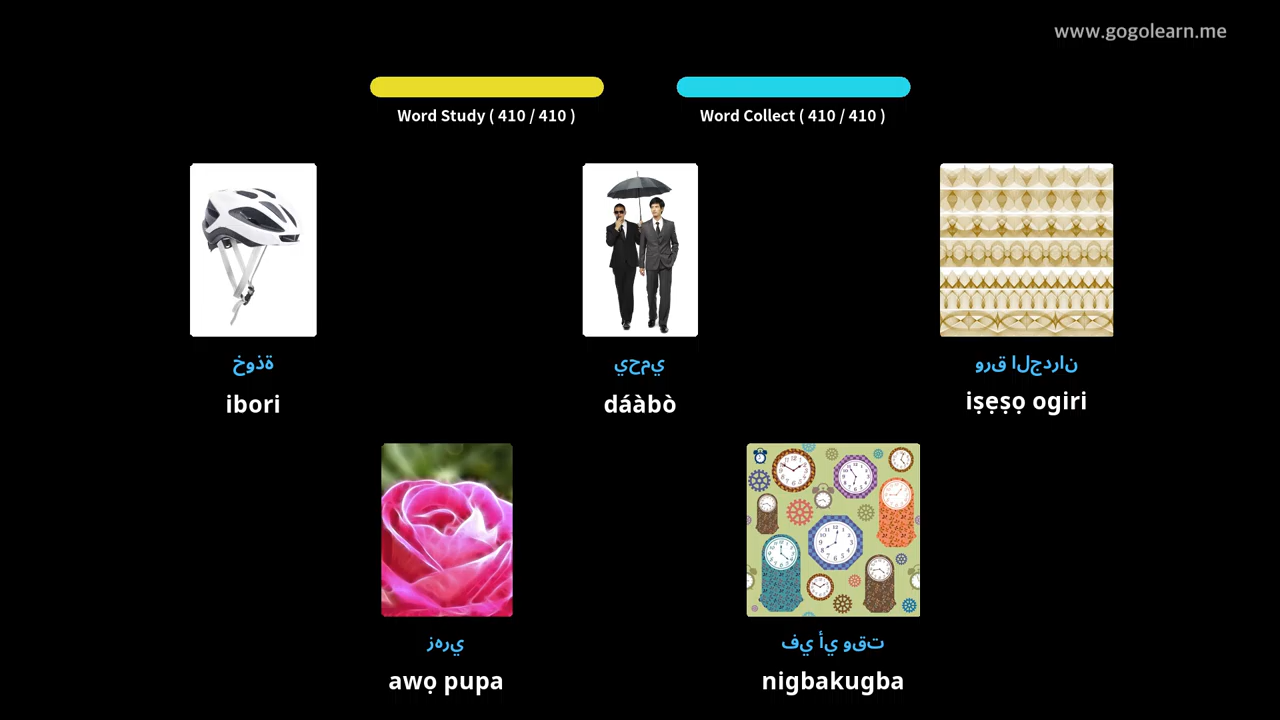 www.gogolearn.me
Word Study ( 410 / 410 )
Word Collect ( 410 / 410 )
خوذة
ibori
يحمي
dáàbò
ورق الجدران
iṣẹṣọ ogiri
زهري
awọ pupa
في أي وقت
nigbakugba